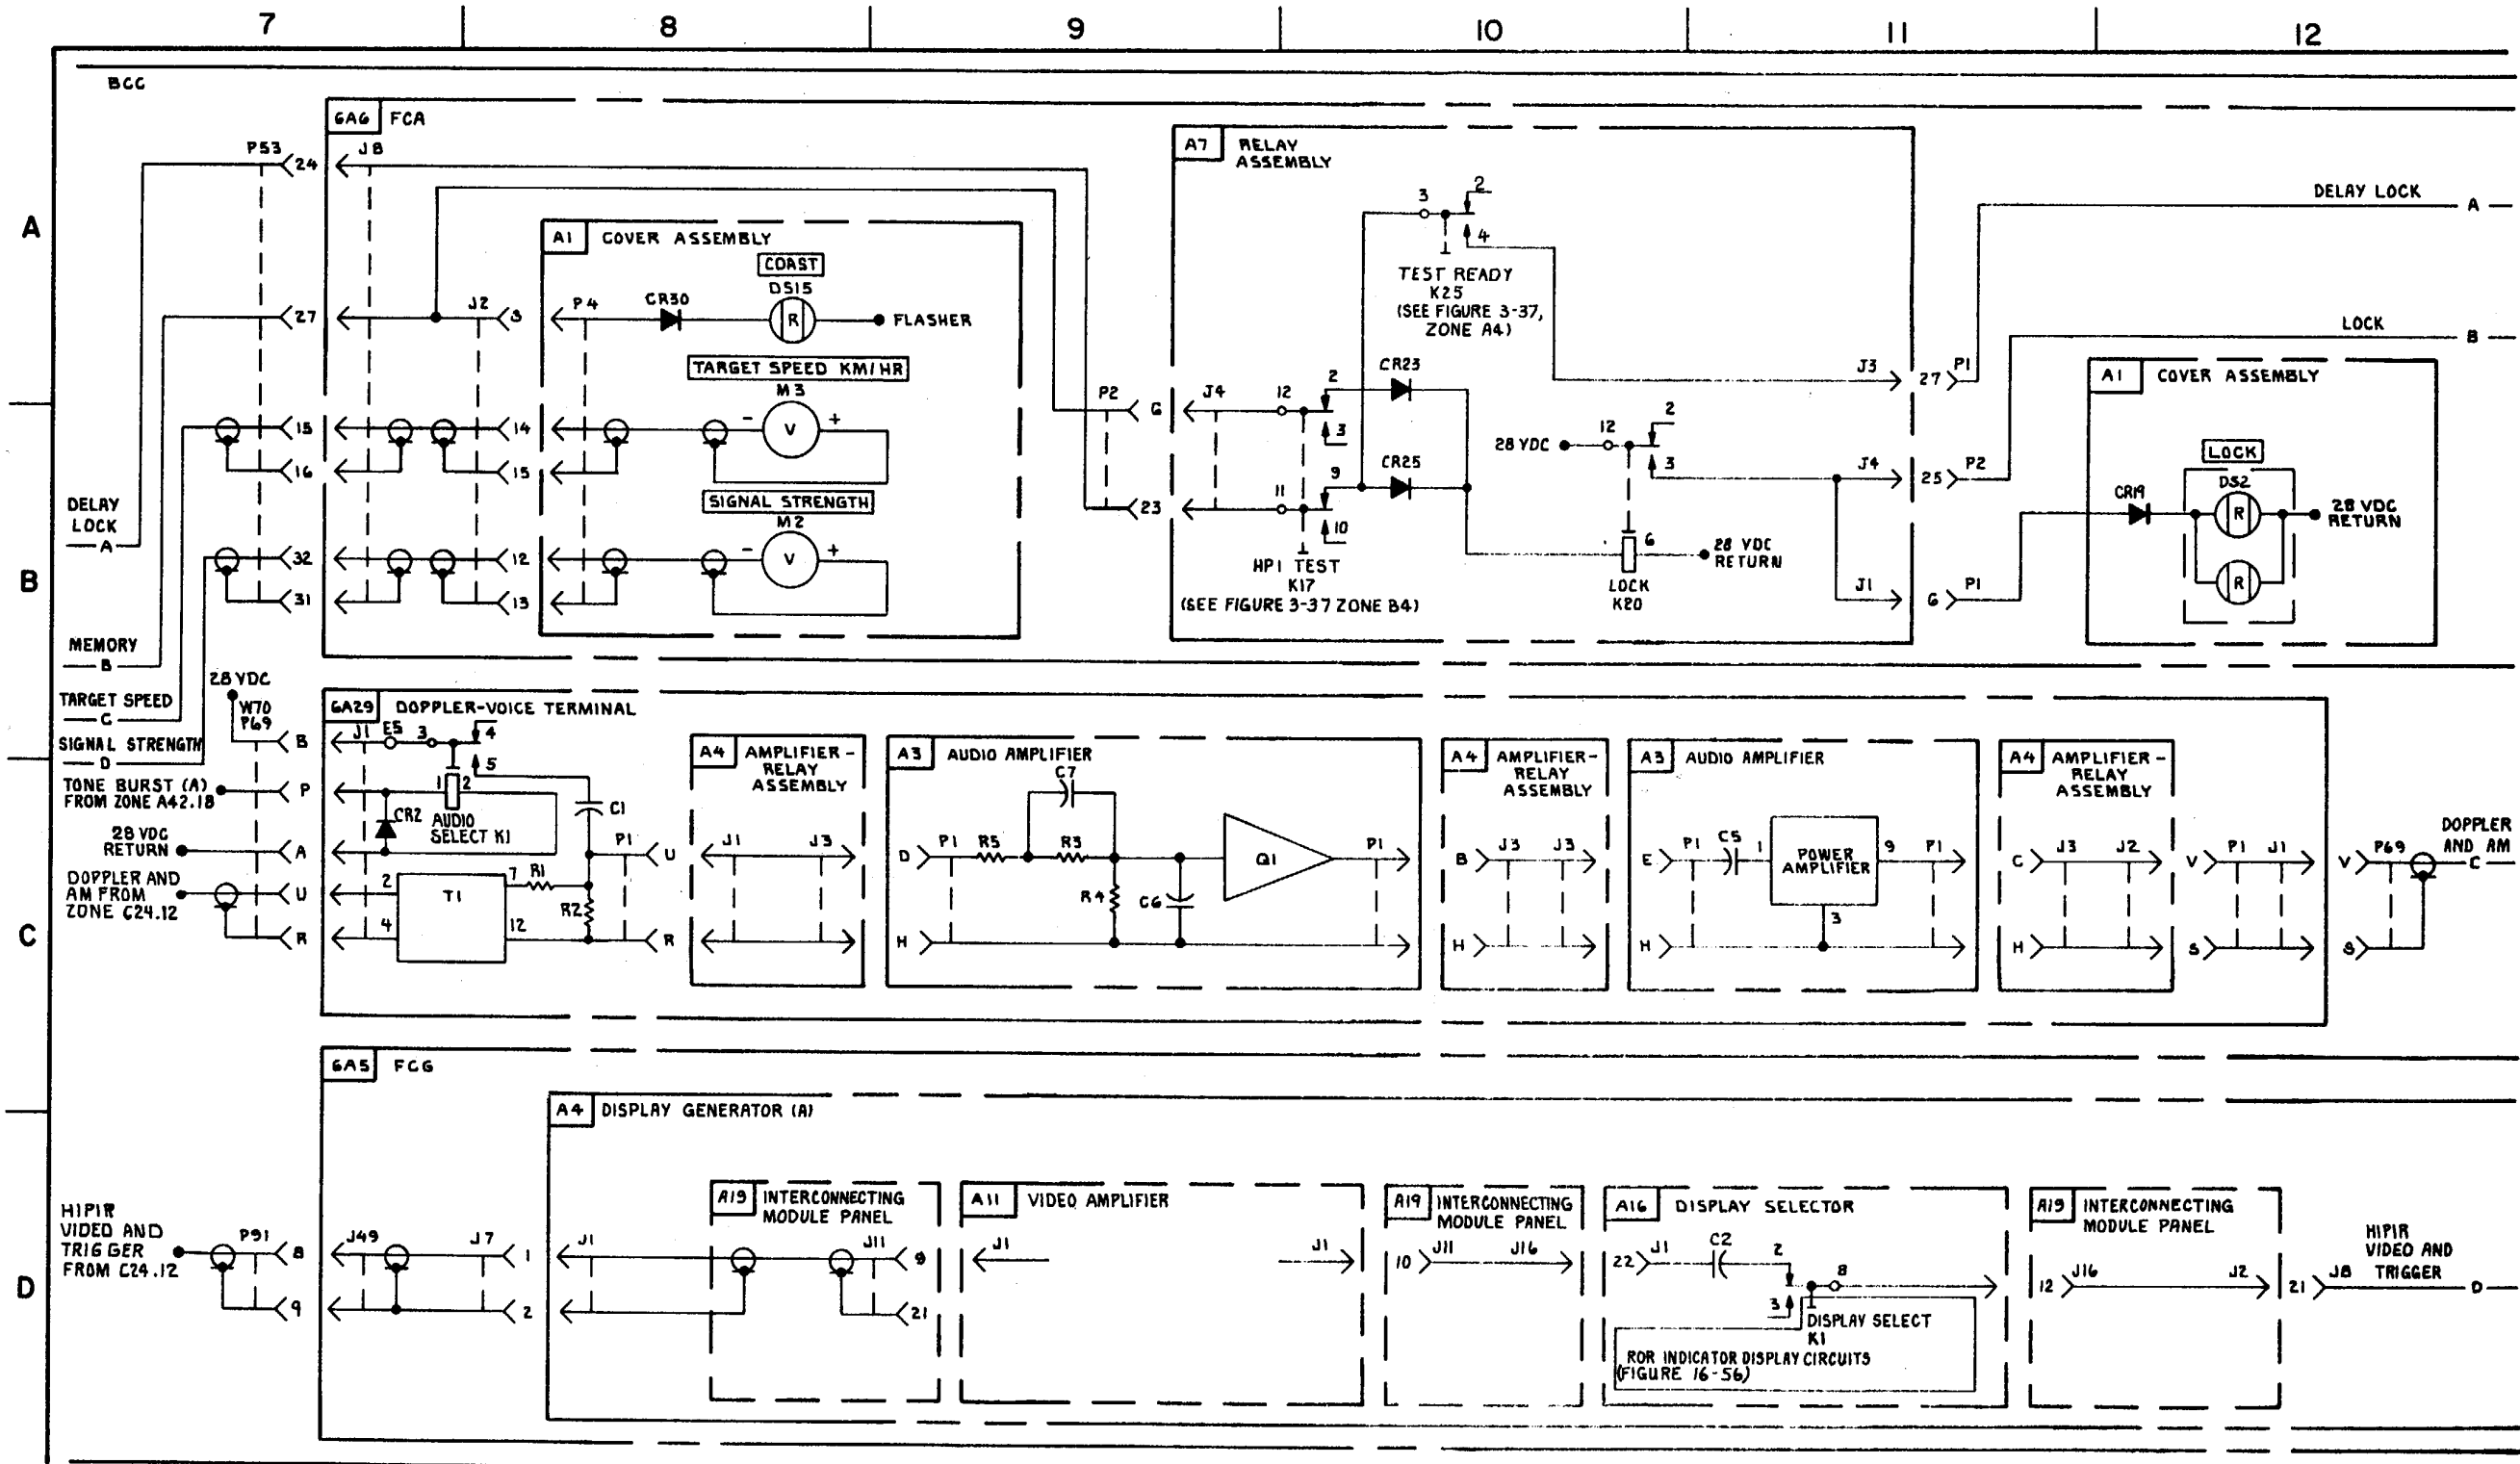 7 8 9 10 11 12
BCC
6A6 FCA
P53 24 J8
A7 RELAY
ASSEMBLY
3 2
4
TEST READY
K25
(SEE FIGURE 3-37,
ZONE A4)
DELAY LOCK A
A
A1 COVER ASSEMBLY
COAST
DS15
27 J2 3 P4 CR30 R FLASHER
LOCK B
TARGET SPEED KM/HR
M3
15 14 - V +
16 15
SIGNAL STRENGTH
M2
32 12 - V +
31 13
P2 G J4 12 2 CR23
3
9 CR25
23 11
10
HPI TEST
K17
(SEE FIGURE 3-37 ZONE B4)
28 VDC 12 2
3
6
28 VDC
RETURN
LOCK
K20
J3 27 P1
J4 25 P2
J1 G P1
A1 COVER ASSEMBLY
LOCK
CR19 DS2
R
R
28 VDC
RETURN
DELAY
LOCK
A
B
MEMORY
B
TARGET SPEED
C
SIGNAL STRENGTH
D
28 VDC
W70
P69
B
TONE BURST (A)
FROM ZONE A42.18
P
28 VDC
RETURN
A
DOPPLER AND
AM FROM
ZONE C24.12
U
R
6A29 DOPPLER-VOICE TERMINAL
J1 E5 3 4
5
1 2
CR2 AUDIO
SELECT K1
C1
2 T1 7 R1
4 12 R2
P1 U
R
A4 AMPLIFIER-
RELAY
ASSEMBLY
J1 J3
A3 AUDIO AMPLIFIER
C7
D P1 R5 R3 Q1 P1
R4 C6
H
A4 AMPLIFIER-
RELAY
ASSEMBLY
B J3 J3
H
A3 AUDIO AMPLIFIER
E P1 C5 1 POWER
AMPLIFIER 9 P1
3
H
A4 AMPLIFIER-
RELAY
ASSEMBLY
C J3 J2
H
V P1 J1
S
V P69
S
DOPPLER
AND AM
C
C
6A5 FCG
A4 DISPLAY GENERATOR (A)
HIPIR
VIDEO AND
TRIGGER
FROM C24.12
P91 8
9
J49 J7 1
2
J1
A19 INTERCONNECTING
MODULE PANEL
J11 9
21
A11 VIDEO AMPLIFIER
J1 J1
A19 INTERCONNECTING
MODULE PANEL
10 J11 J16
A16 DISPLAY SELECTOR
22 J1 C2 2
8
3
DISPLAY SELECT
K1
ROR INDICATOR DISPLAY CIRCUITS
(FIGURE 16-56)
A19 INTERCONNECTING
MODULE PANEL
12 J16 J2
21 J8
HIPIR
VIDEO AND
TRIGGER
D
D